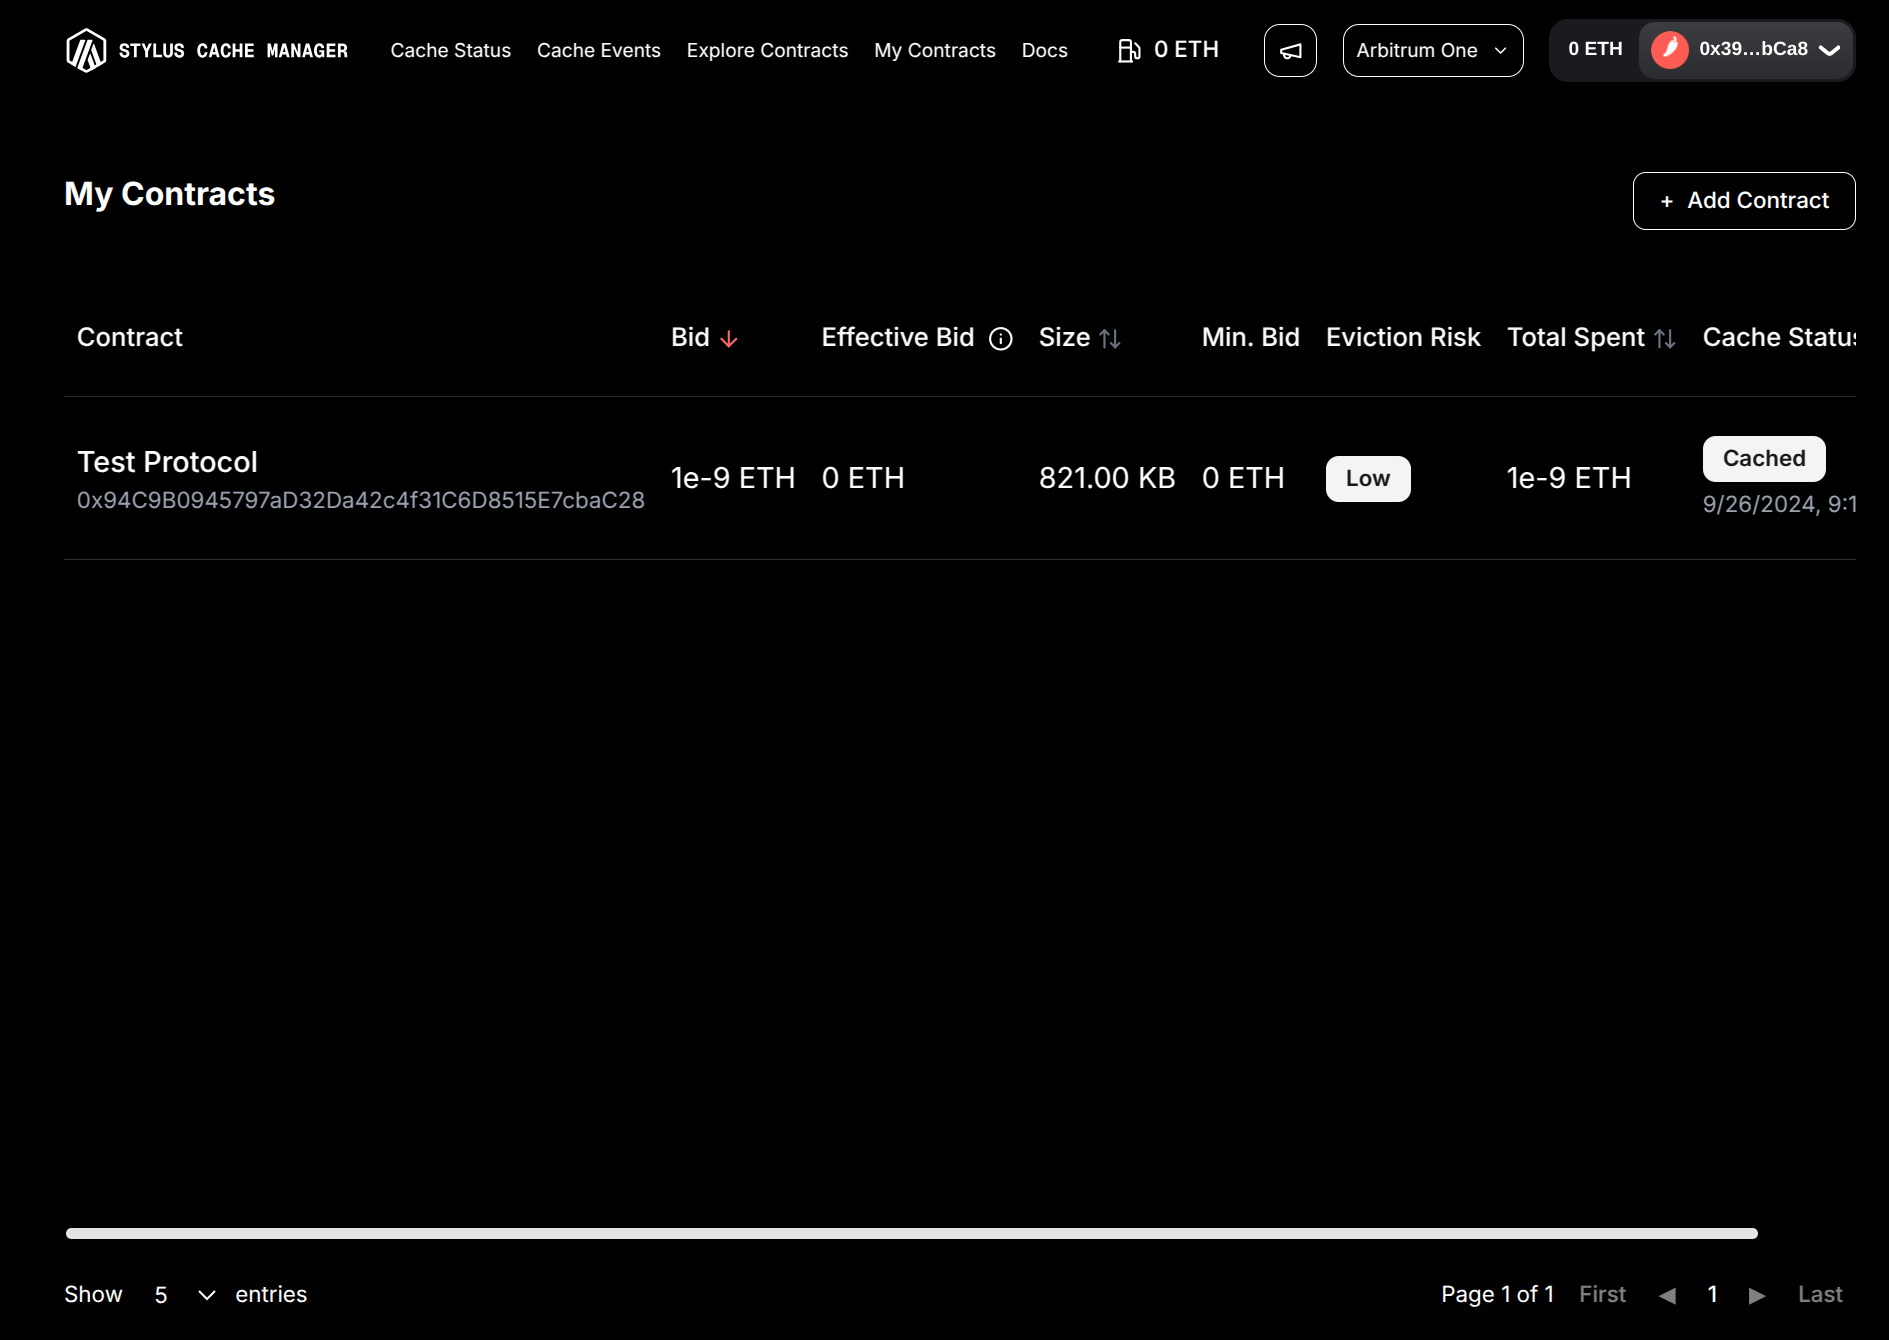 STYLUS CACHE MANAGER Cache Status Cache Events Explore Contracts My Contracts Docs 0 ETH Arbitrum One 0 ETH 0x39...bCa8
My Contracts
+ Add Contract
Contract Bid Effective Bid Size Min. Bid Eviction Risk Total Spent Cache Status
Test Protocol
0x94C9B0945797aD32Da42c4f31C6D8515E7cbaC28
1e-9 ETH 0 ETH 821.00 KB 0 ETH Low 1e-9 ETH
Cached
9/26/2024, 9:1
Show 5 entries
Page 1 of 1 First ◀ 1 ▶ Last